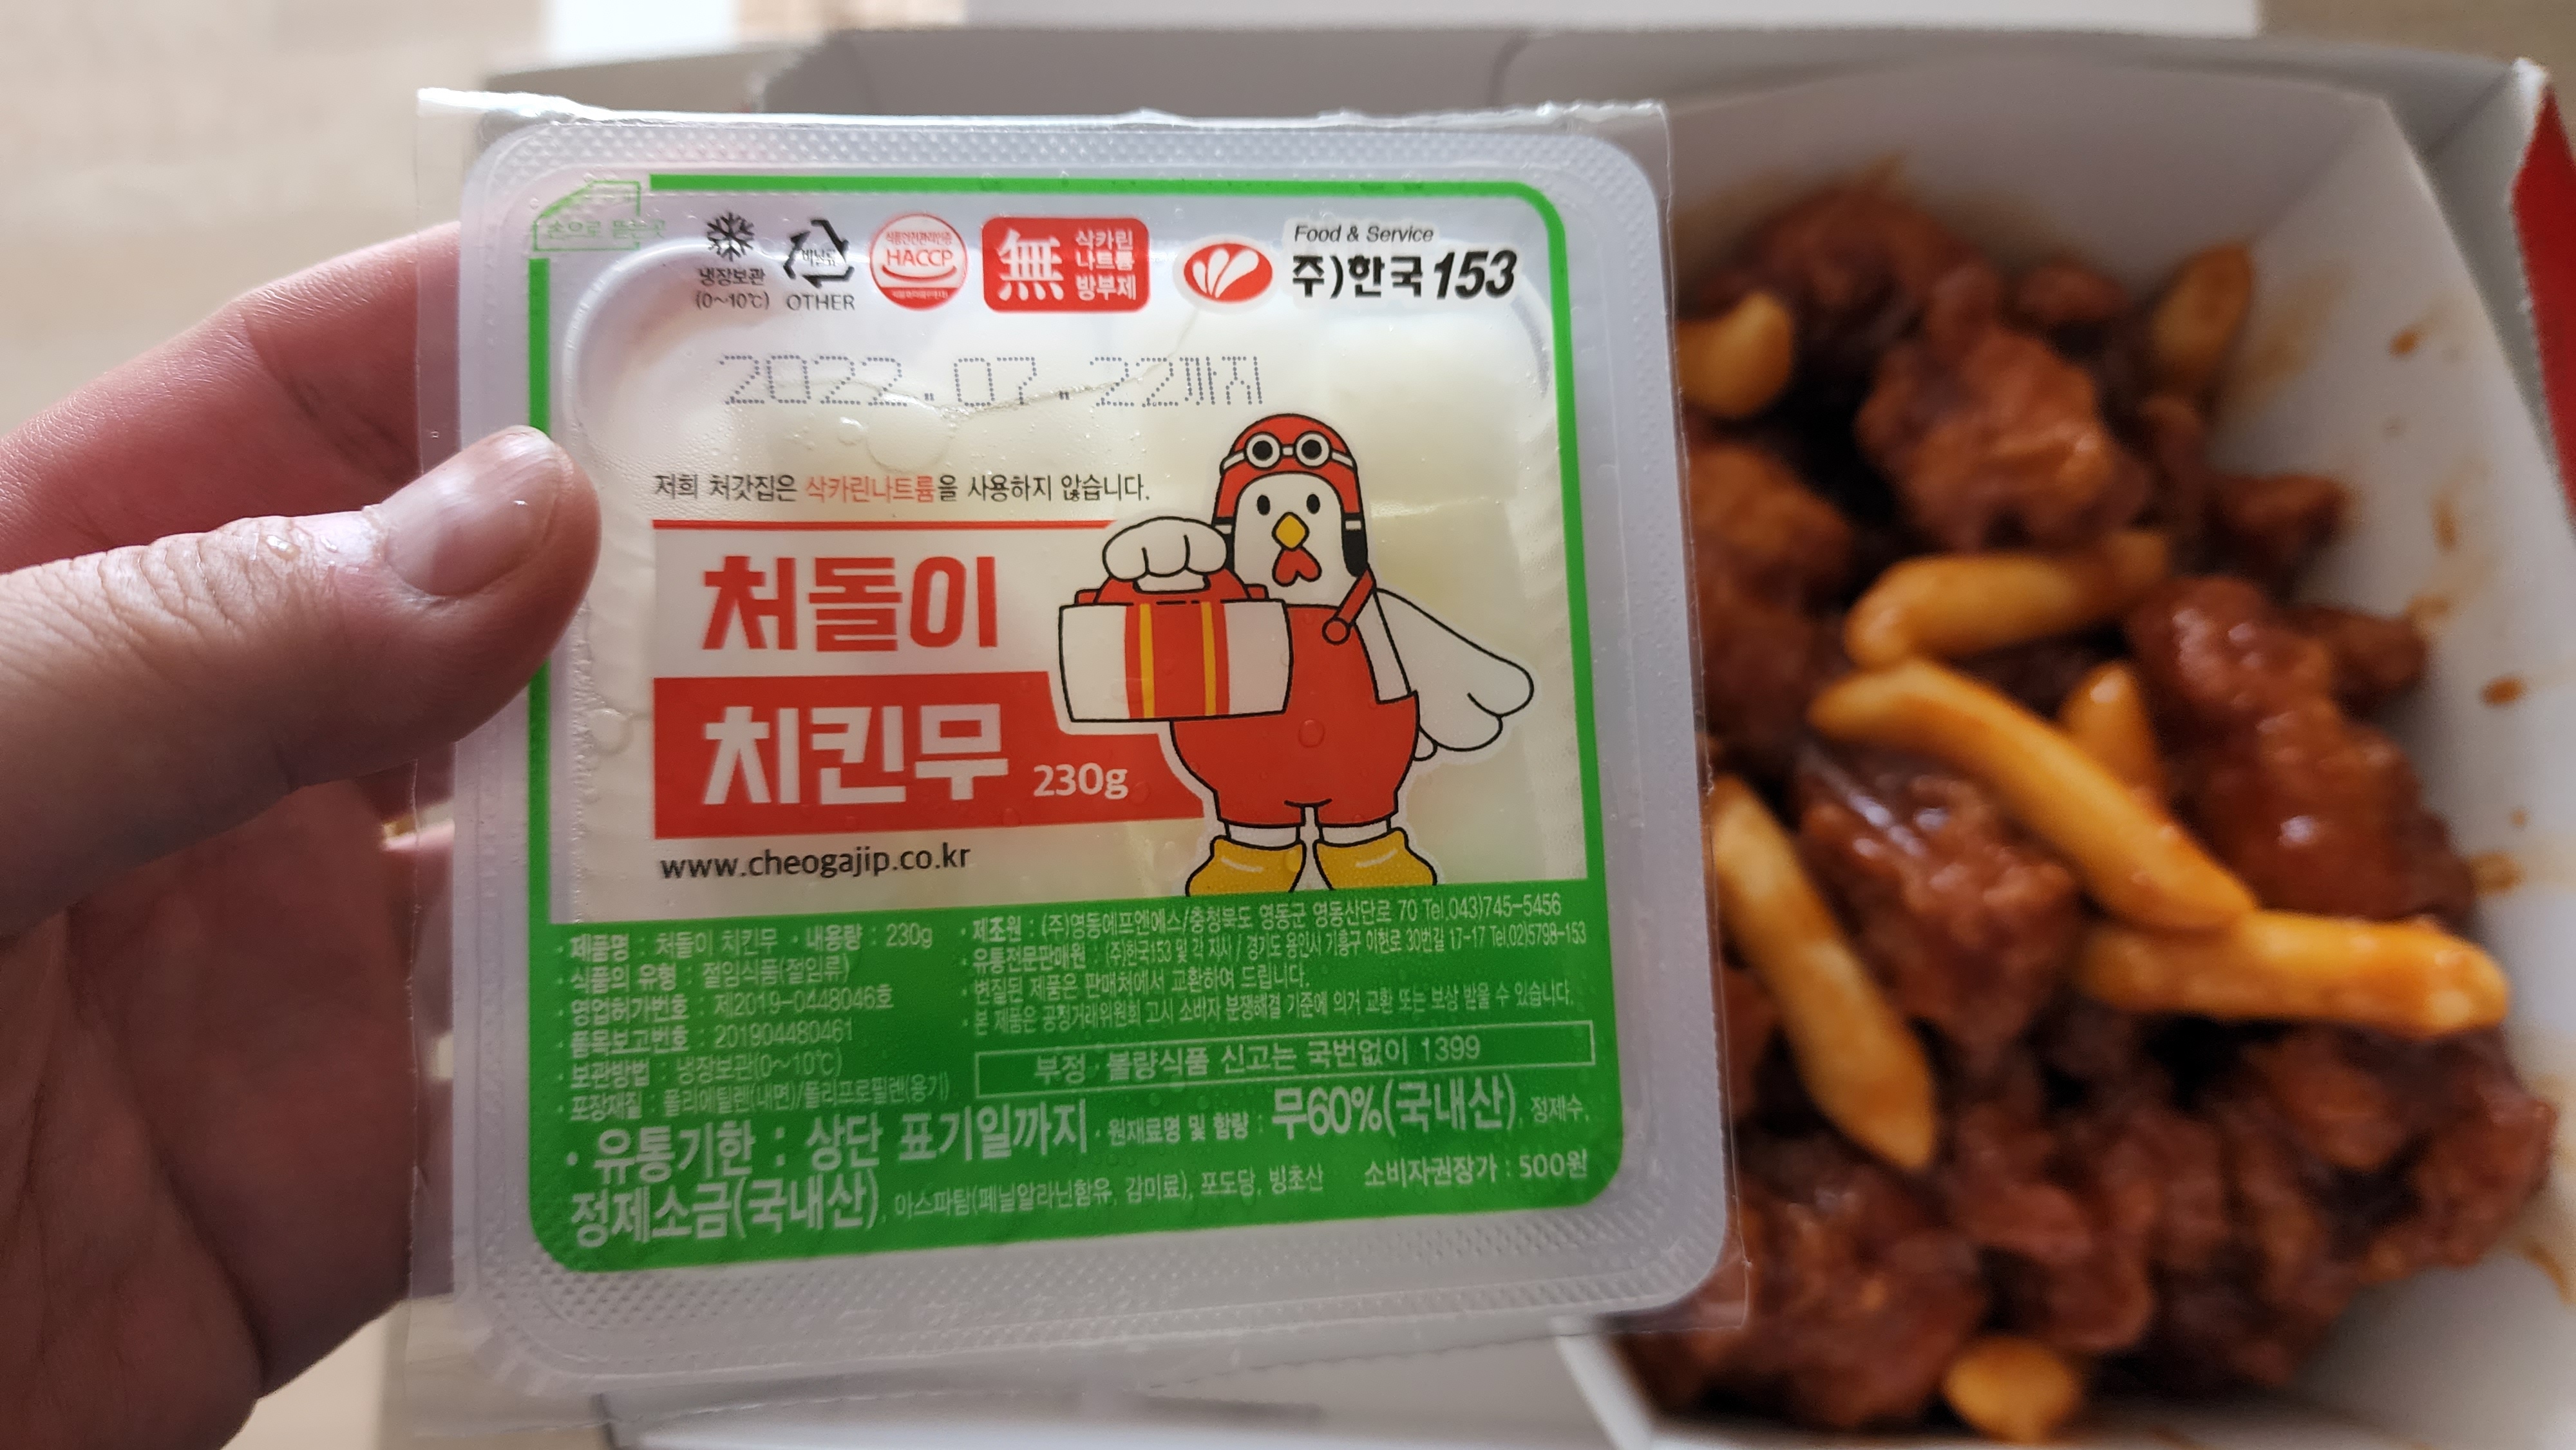 손으로 뜯는곳
냉장보관
(0~10℃)
비닐류
OTHER
식품안전관리인증
HACCP
無 삭카린
나트륨
방부제
Food & Service
주)한국153
2022.07.22까지
저희 처갓집은 삭카린나트륨을 사용하지 않습니다.
처돌이
치킨무 230g
www.cheogajip.co.kr
· 제품명 : 처돌이 치킨무 · 내용량 : 230g
· 식품의 유형 : 절임식품(절임류)
· 영업허가번호 : 제2019-0448046호
· 품목보고번호 : 201904480461
· 보관방법 : 냉장보관(0~10℃)
· 포장재질 : 폴리에틸렌(내면)/폴리프로필렌(용기)
· 제조원 : (주)영동에프엔에스/충청북도 영동군 영동산단로 70 Tel.043)745-5456
· 유통전문판매원 : (주)한국153 및 각 지사 / 경기도 용인시 기흥구 이현로 30번길 17-17 Tel.02)5798-153
· 변질된 제품은 판매처에서 교환하여 드립니다.
· 본 제품은 공정거래위원회 고시 소비자 분쟁해결 기준에 의거 교환 또는 보상 받을 수 있습니다.
부정·불량식품 신고는 국번없이 1399
· 유통기한 : 상단 표기일까지 · 원재료명 및 함량 : 무60%(국내산), 정제수,
정제소금(국내산), 아스파탐(페닐알라닌함유, 감미료), 포도당, 빙초산 소비자권장가 : 500원